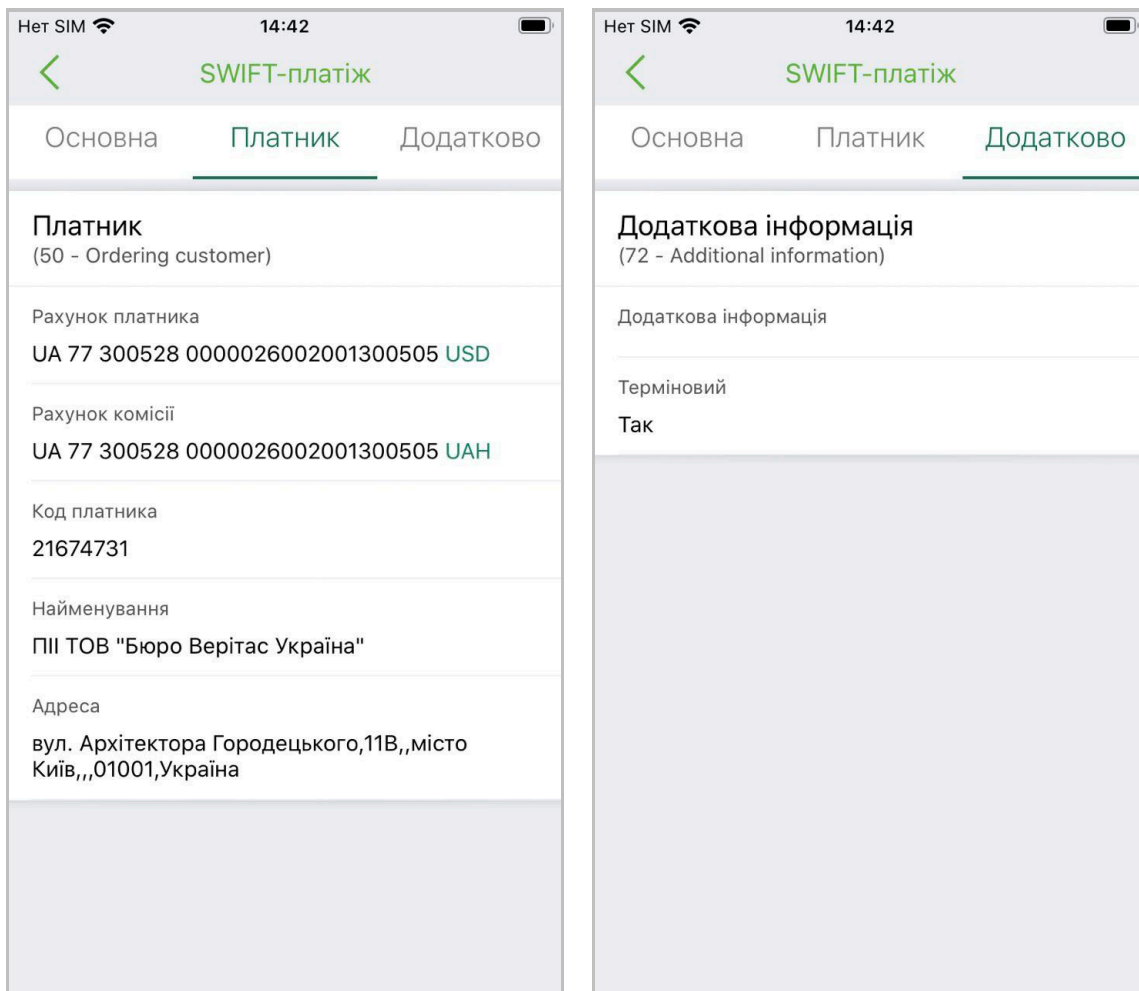 Нет SIM 14:42
SWIFT-платіж
Основна Платник Додатково
Платник
(50 - Ordering customer)
Рахунок платника
UA 77 300528 0000026002001300505 USD
Рахунок комісії
UA 77 300528 0000026002001300505 UAH
Код платника
21674731
Найменування
ПІІ ТОВ "Бюро Верітас Україна"
Адреса
вул. Архітектора Городецького,11В,,місто
Київ,,,01001,Україна
Нет SIM 14:42
SWIFT-платіж
Основна Платник Додатково
Додаткова інформація
(72 - Additional information)
Додаткова інформація
Терміновий
Так